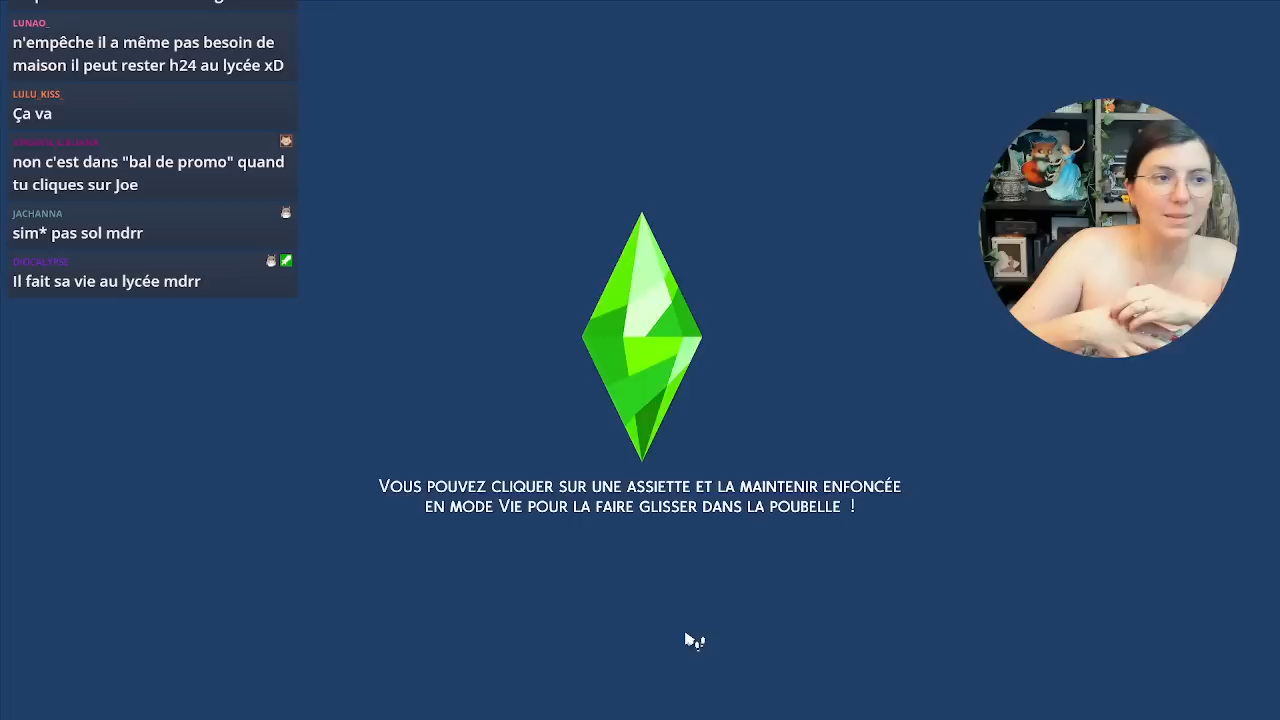 LUNAO_
n'empêche il a même pas besoin de
maison il peut rester h24 au lycée xD
LULU_KISS_
Ça va
non c'est dans "bal de promo" quand
tu cliques sur Joe
JACHANNA
sim* pas sol mdrr
DIOCALYPSE
Il fait sa vie au lycée mdrr
VOUS POUVEZ CLIQUER SUR UNE ASSIETTE ET LA MAINTENIR ENFONCÉE
EN MODE VIE POUR LA FAIRE GLISSER DANS LA POUBELLE !